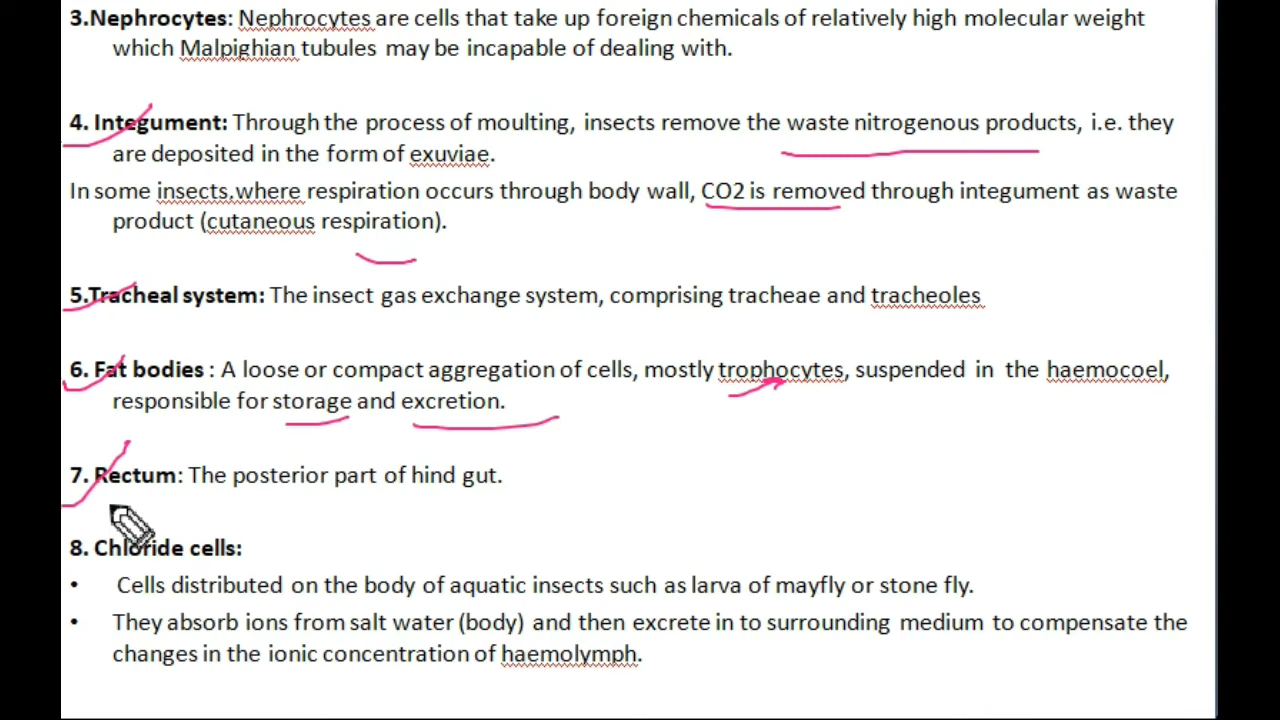 3.Nephrocytes: Nephrocytes are cells that take up foreign chemicals of relatively high molecular weight
which Malpighian tubules may be incapable of dealing with.
4. Integument: Through the process of moulting, insects remove the waste nitrogenous products, i.e. they
are deposited in the form of exuviae.
In some insects,where respiration occurs through body wall, CO2 is removed through integument as waste
product (cutaneous respiration).
5.Tracheal system: The insect gas exchange system, comprising tracheae and tracheoles
6. Fat bodies : A loose or compact aggregation of cells, mostly trophocytes, suspended in the haemocoel,
responsible for storage and excretion.
7. Rectum: The posterior part of hind gut.
8. Chloride cells:
• Cells distributed on the body of aquatic insects such as larva of mayfly or stone fly.
• They absorb ions from salt water (body) and then excrete in to surrounding medium to compensate the
changes in the ionic concentration of haemolymph.